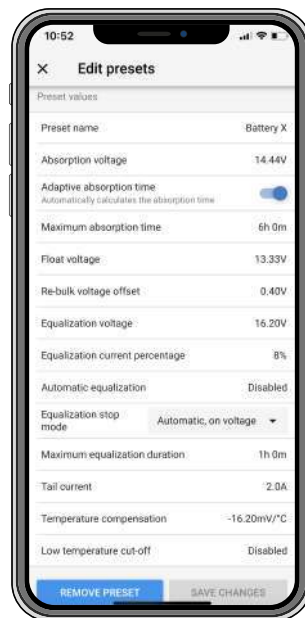 10:52
× Edit presets
Preset values
Preset name Battery X
Absorption voltage 14.44V
Adaptive absorption time
Automatically calculates the absorption time
Maximum absorption time 6h 0m
Float voltage 13.33V
Re-bulk voltage offset 0.40V
Equalization voltage 16.20V
Equalization current percentage 8%
Automatic equalization Disabled
Equalization stop mode Automatic, on voltage
Maximum equalization duration 1h 0m
Tail current 2.0A
Temperature compensation -16.20mV/°C
Low temperature cut-off Disabled
REMOVE PRESET SAVE CHANGES